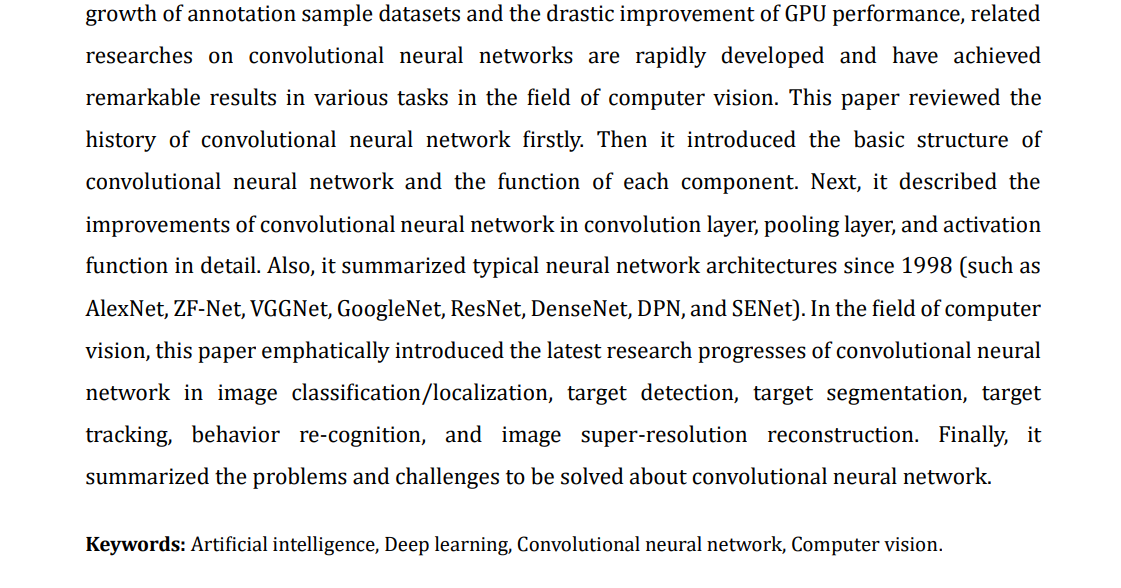 growth of annotation sample datasets and the drastic improvement of GPU performance, related
researches on convolutional neural networks are rapidly developed and have achieved
remarkable results in various tasks in the field of computer vision. This paper reviewed the
history of convolutional neural network firstly. Then it introduced the basic structure of
convolutional neural network and the function of each component. Next, it described the
improvements of convolutional neural network in convolution layer, pooling layer, and activation
function in detail. Also, it summarized typical neural network architectures since 1998 (such as
AlexNet, ZF-Net, VGGNet, GoogleNet, ResNet, DenseNet, DPN, and SENet). In the field of computer
vision, this paper emphatically introduced the latest research progresses of convolutional neural
network in image classification/localization, target detection, target segmentation, target
tracking, behavior re-cognition, and image super-resolution reconstruction. Finally, it
summarized the problems and challenges to be solved about convolutional neural network.
Keywords: Artificial intelligence, Deep learning, Convolutional neural network, Computer vision.